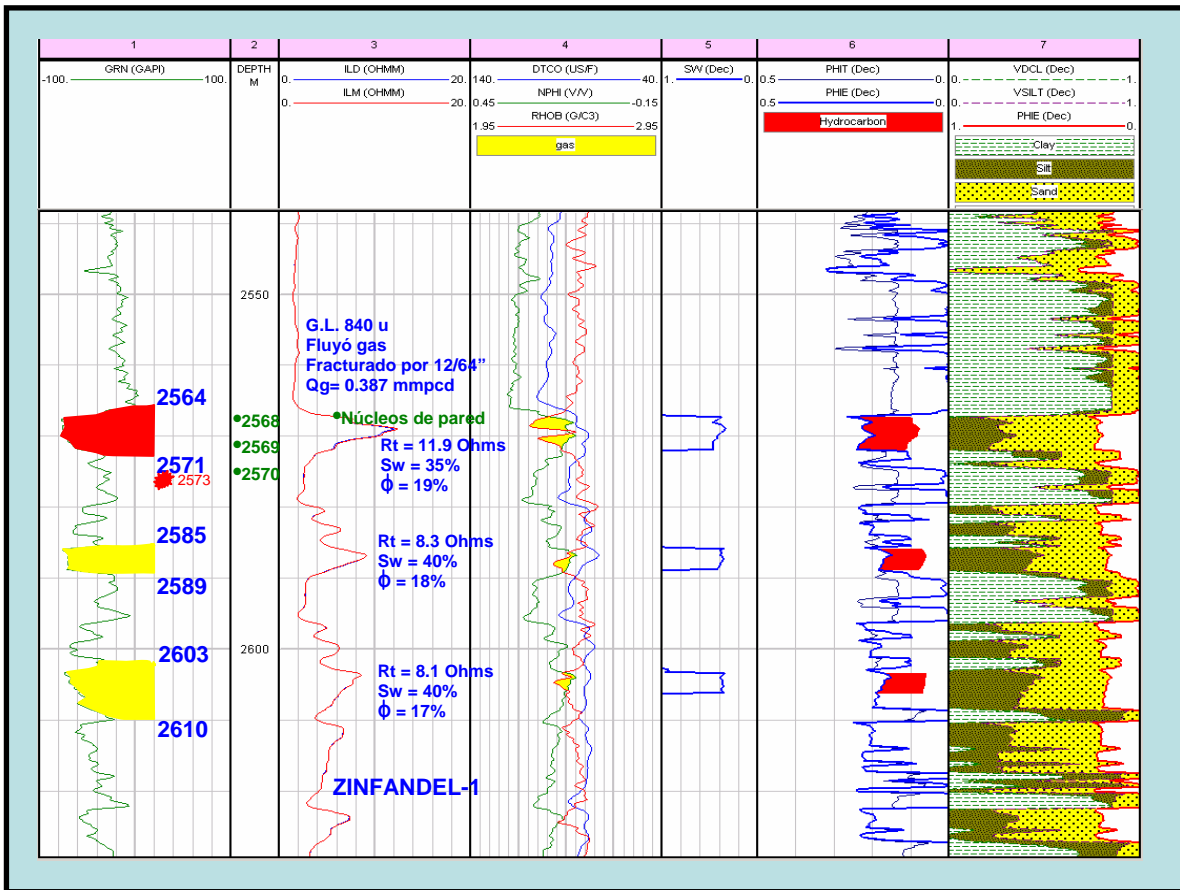 1 2 3 4 5 6 7
GRN (GAPI)
-100. 100.
DEPTH
M
ILD (OHMM)
0. 20.
ILM (OHMM)
0. 20.
DTCO (US/F)
140. 40.
NPHI (V/V)
0.45 -0.15
RHOB (G/C3)
1.95 2.95
gas
SW (Dec)
1. 0.
PHIT (Dec)
0.5 0.
PHIE (Dec)
0.5 0.
Hydrocarbon
VDCL (Dec)
0. 1.
VSILT (Dec)
0. 1.
PHIE (Dec)
1. 0.
Clay
Silt
Sand
2550
G.L. 840 u
Fluyó gas
Fracturado por 12/64”
Qg= 0.387 mmpcd
2564
2568
Núcleos de pared
2569
Rt = 11.9 Ohms
Sw = 35%
ϕ = 19%
2571
2570
2573
2585
Rt = 8.3 Ohms
Sw = 40%
ϕ = 18%
2589
2603
2600
Rt = 8.1 Ohms
Sw = 40%
ϕ = 17%
2610
ZINFANDEL-1